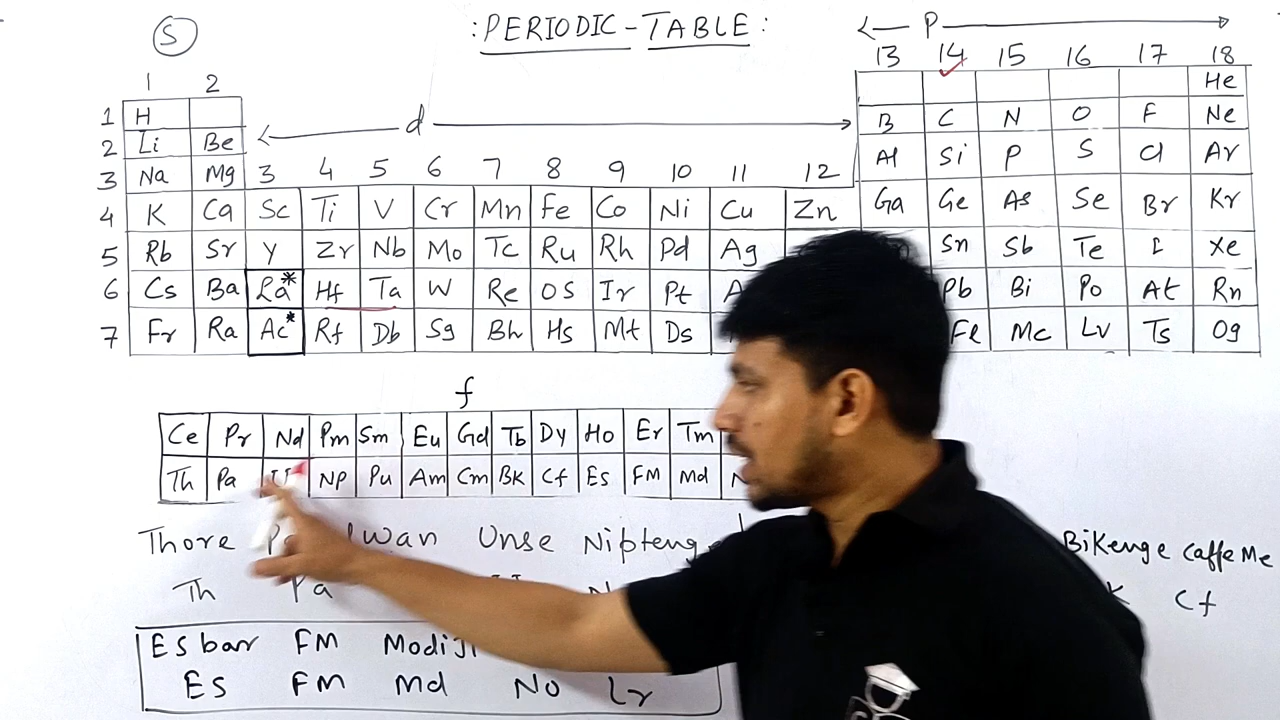 S :PERIODIC-TABLE: P
13 14 15 16 17 18
1 2 He
1 H
2 Li Be d B C N O F Ne
3 Na Mg 3 4 5 6 7 8 9 10 11 12 Al Si P S Cl Ar
4 K Ca Sc Ti V Cr Mn Fe Co Ni Cu Zn Ga Ge As Se Br Kr
5 Rb Sr Y Zr Nb Mo Tc Ru Rh Pd Ag Sn Sb Te I Xe
6 Cs Ba La* Hf Ta W Re Os Ir Pt Pb Bi Po At Rn
7 Fr Ra Ac* Rf Db Sg Bh Hs Mt Ds Fl Mc Lv Ts Og
f
Ce Pr Nd Pm Sm Eu Gd Tb Dy Ho Er Tm
Th Pa NP Pu Am Cm BK Cf Es FM Md
Thore Unse Nipteng BiKenge caffe Me
Th Pa Cf
Es bar FM Modiji
ES FM Md No Lr